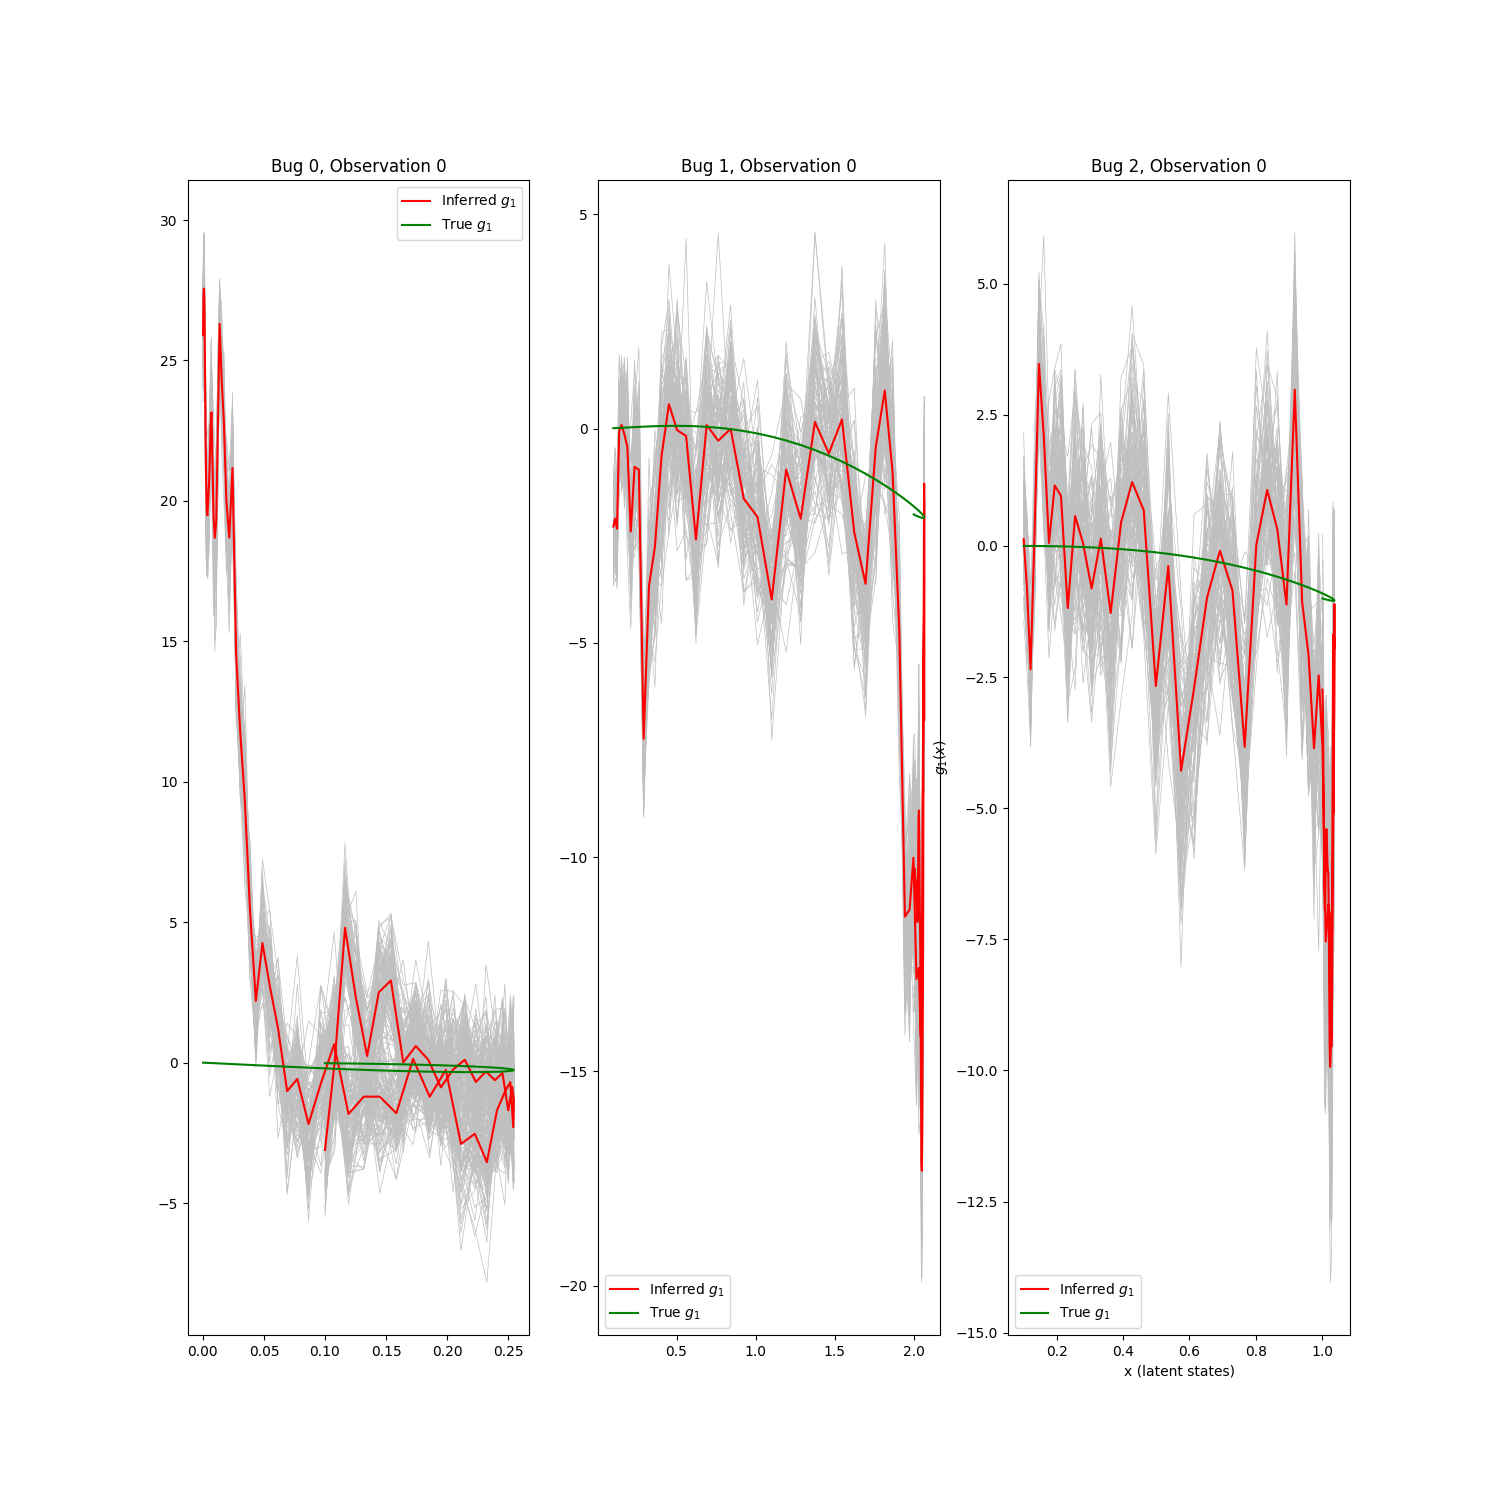 Bug 0, Observation 0
30
25
20
15
10
5
0
−5
0.00 0.05 0.10 0.15 0.20 0.25
Inferred g₁
True g₁
Bug 1, Observation 0
5
0
−5
−10
−15
−20
0.5 1.0 1.5 2.0
Inferred g₁
True g₁
Bug 2, Observation 0
g₁(x)
5.0
2.5
0.0
−2.5
−5.0
−7.5
−10.0
−12.5
−15.0
0.2 0.4 0.6 0.8 1.0
x (latent states)
Inferred g₁
True g₁